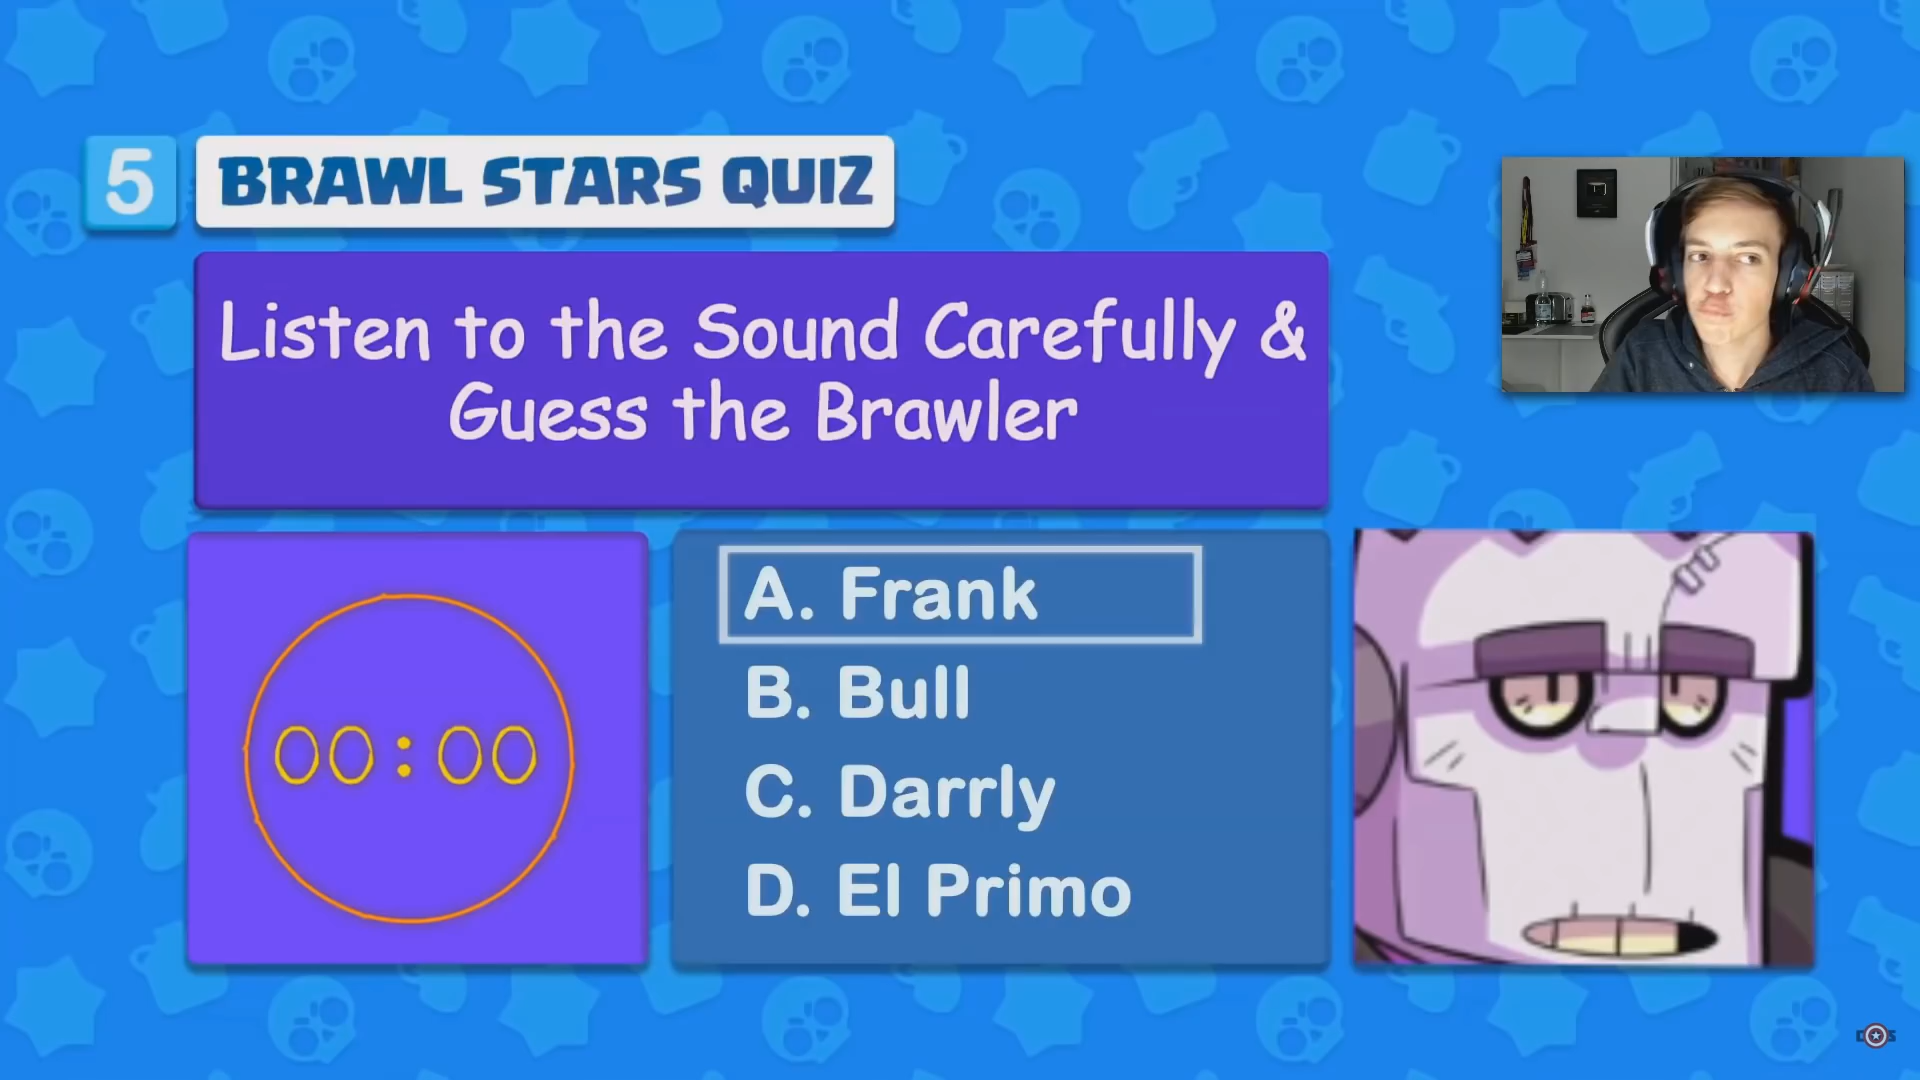 5
BRAWL STARS QUIZ
Listen to the Sound Carefully &
Guess the Brawler
00:00
A. Frank
B. Bull
C. Darrly
D. El Primo